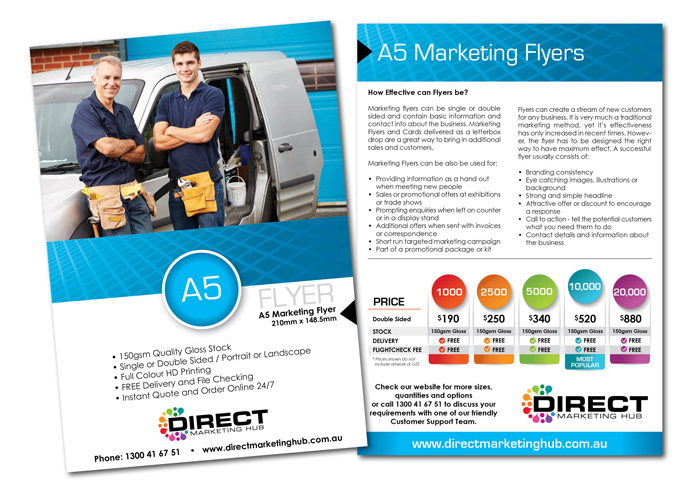 A5
FLYER
A5 Marketing Flyer
210mm x 148.5mm
• 150gsm Quality Gloss Stock
• Single or Double Sided / Portrait or Landscape
• Full Colour HD Printing
• FREE Delivery and File Checking
• Instant Quote and Order Online 24/7
DIRECT
MARKETING HUB
Phone: 1300 41 67 51 • www.directmarketinghub.com.au
A5 Marketing Flyers
How Effective can Flyers be?
Marketing flyers can be single or double
sided and contain basic information and
contact info about the business. Marketing
Flyers and Cards delivered as a letterbox
drop are a great way to bring in additional
sales and customers.
Marketing Flyers can be also be used for:
• Providing information as a hand out
when meeting new people
• Sales or promotional offers at exhibitions
or trade shows
• Prompting enquiries when left on counter
or in a display stand
• Additional offers when sent with invoices
or correspondence
• Short run targeted marketing campaign
• Part of a promotional package or kit
Flyers can create a stream of new customers
for any business. It is very much a traditional
marketing method, yet it's effectiveness
has only increased in recent times. Howev-
er, the flyer has to be designed the right
way to have maximum effect. A successful
flyer usually consists of:
• Branding consistency
• Eye catching images, illustrations or
background
• Strong and simple headline
• Attractive offer or discount to encourage
a response
• Call to action - tell the potential customers
what you need them to do
• Contact details and information about
the business
PRICE 1000 2500 5000 10,000 20,000
Double Sided $190 $250 $340 $520 $880
STOCK 150gsm Gloss 150gsm Gloss 150gsm Gloss 150gsm Gloss 150gsm Gloss
DELIVERY FREE FREE FREE FREE FREE
FLIGHTCHECK FEE FREE FREE FREE FREE FREE
* Prices shown do not
include artwork or GST
MOST
POPULAR
Check our website for more sizes,
quantities and options
or call 1300 41 67 51 to discuss your
requirements with one of our friendly
Customer Support Team.
DIRECT
MARKETING HUB
www.directmarketinghub.com.au